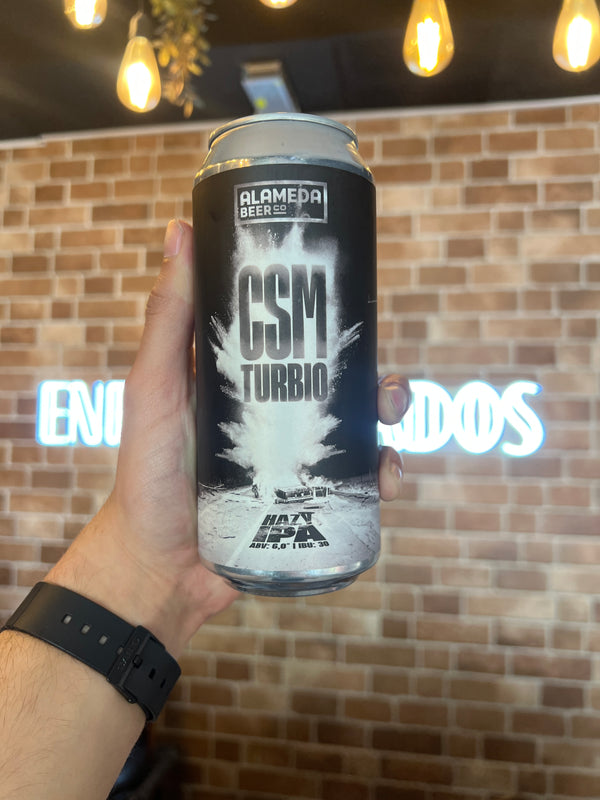 ALAMEDA
BEER CO
CSM
TURBIO
HAZY
IPA
ABV: 6,0° | IBU: 30